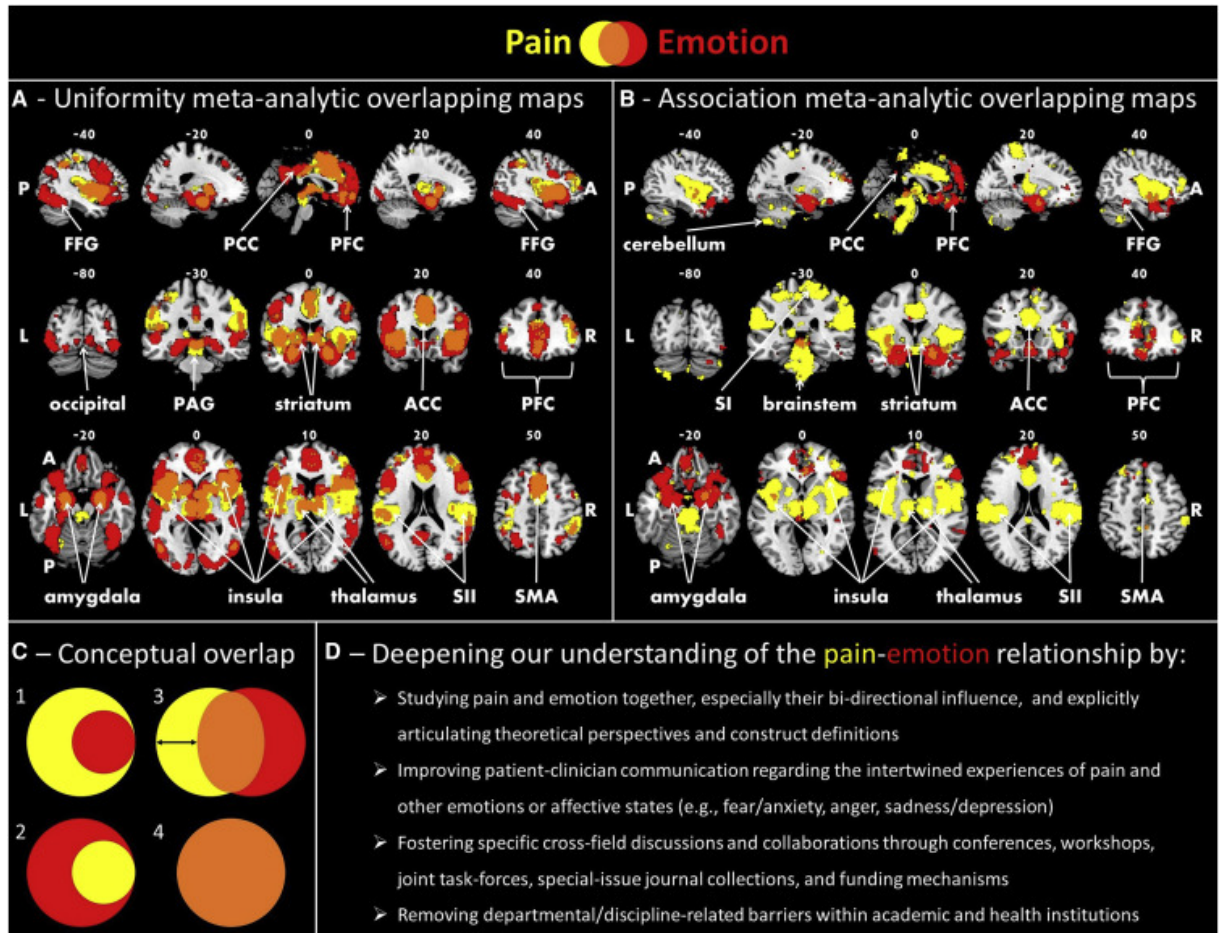 Pain Emotion
A - Uniformity meta-analytic overlapping maps
-40 -20 0 20 40
P A
FFG PCC PFC FFG
-80 -30 0 20 40
L R
occipital PAG striatum ACC PFC
-20 0 10 20 50
A
L R
P
amygdala insula thalamus SII SMA
B - Association meta-analytic overlapping maps
-40 -20 0 20 40
P A
cerebellum PCC PFC FFG
-80 -30 0 20 40
L R
SI brainstem striatum ACC PFC
-20 0 10 20 50
A
L R
P
amygdala insula thalamus SII SMA
C – Conceptual overlap
1 3
2 4
D – Deepening our understanding of the pain-emotion relationship by:
➢ Studying pain and emotion together, especially their bi-directional influence, and explicitly
articulating theoretical perspectives and construct definitions
➢ Improving patient-clinician communication regarding the intertwined experiences of pain and
other emotions or affective states (e.g., fear/anxiety, anger, sadness/depression)
➢ Fostering specific cross-field discussions and collaborations through conferences, workshops,
joint task-forces, special-issue journal collections, and funding mechanisms
➢ Removing departmental/discipline-related barriers within academic and health institutions